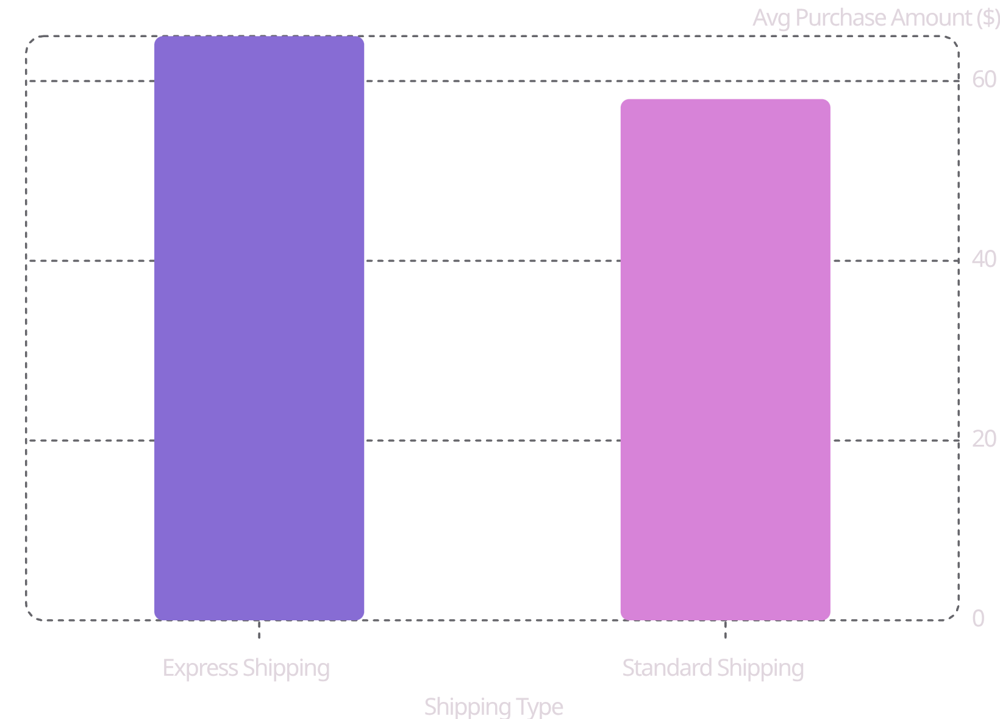 Avg Purchase Amount ($)
60
40
20
0
Express Shipping
Standard Shipping
Shipping Type